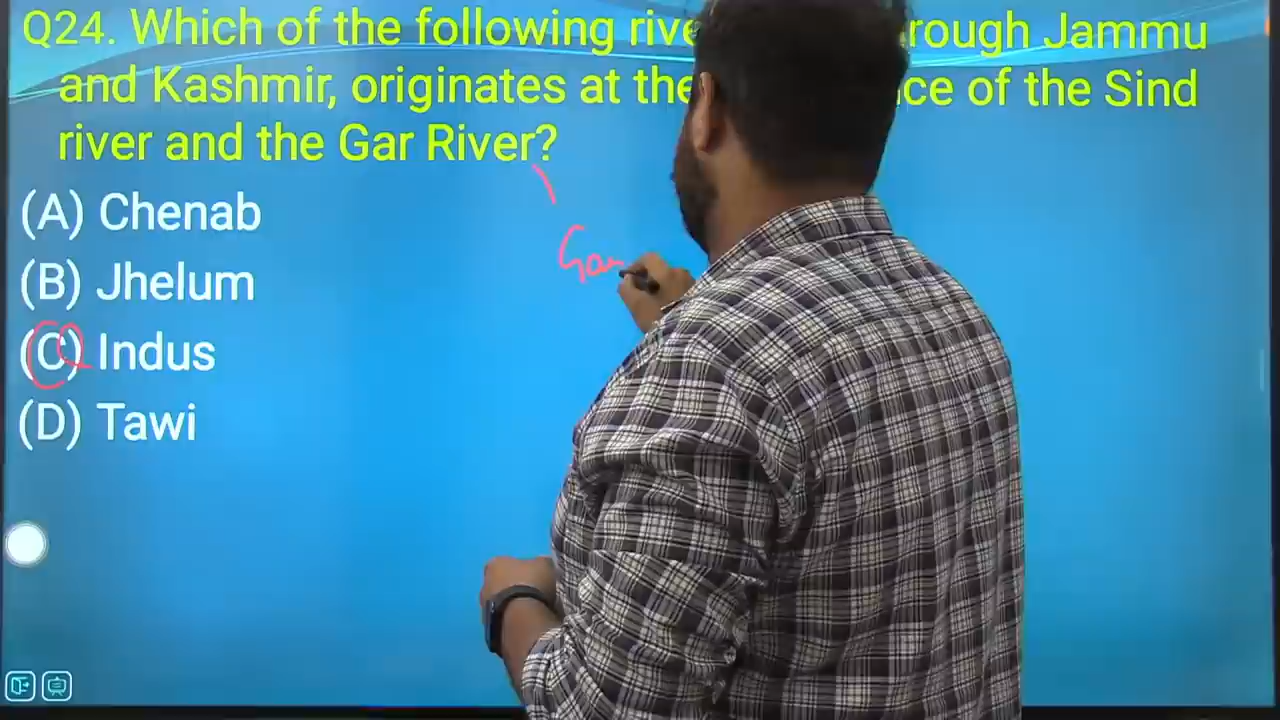 Q24. Which of the following rough Jammu
and Kashmir, originates at the ce of the Sind
river and the Gar River?
(A) Chenab
(B) Jhelum
(C) Indus
(D) Tawi
Gar